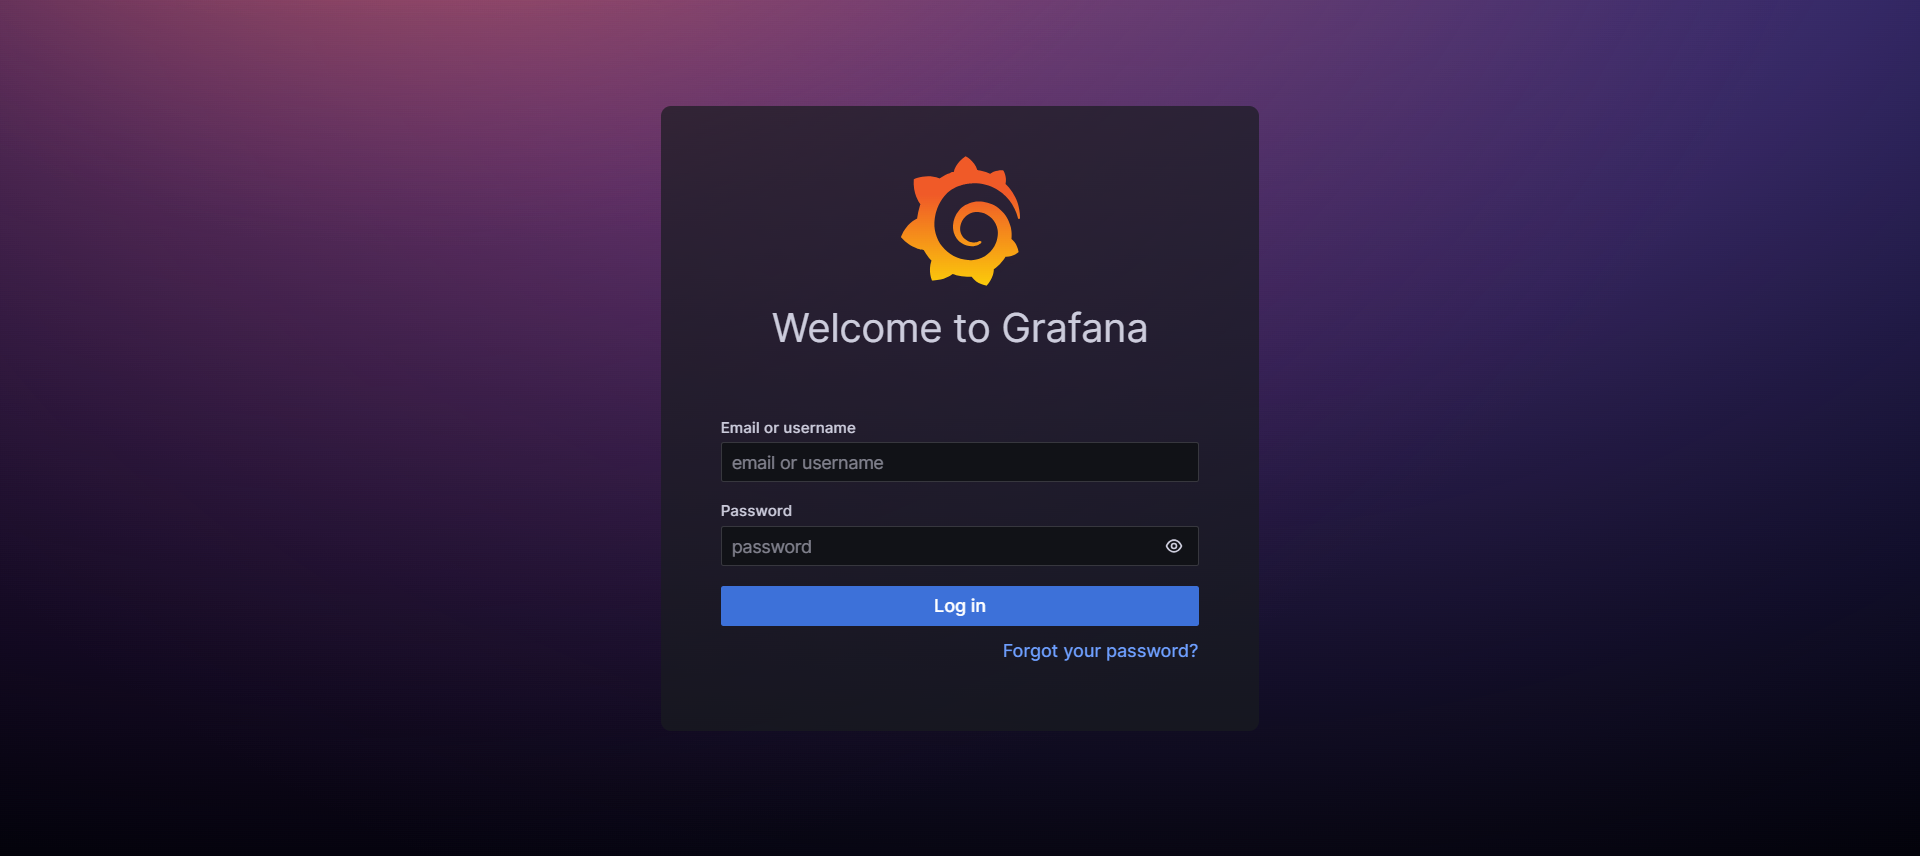 Welcome to Grafana
Email or username
email or username
Password
password
Log in
Forgot your password?